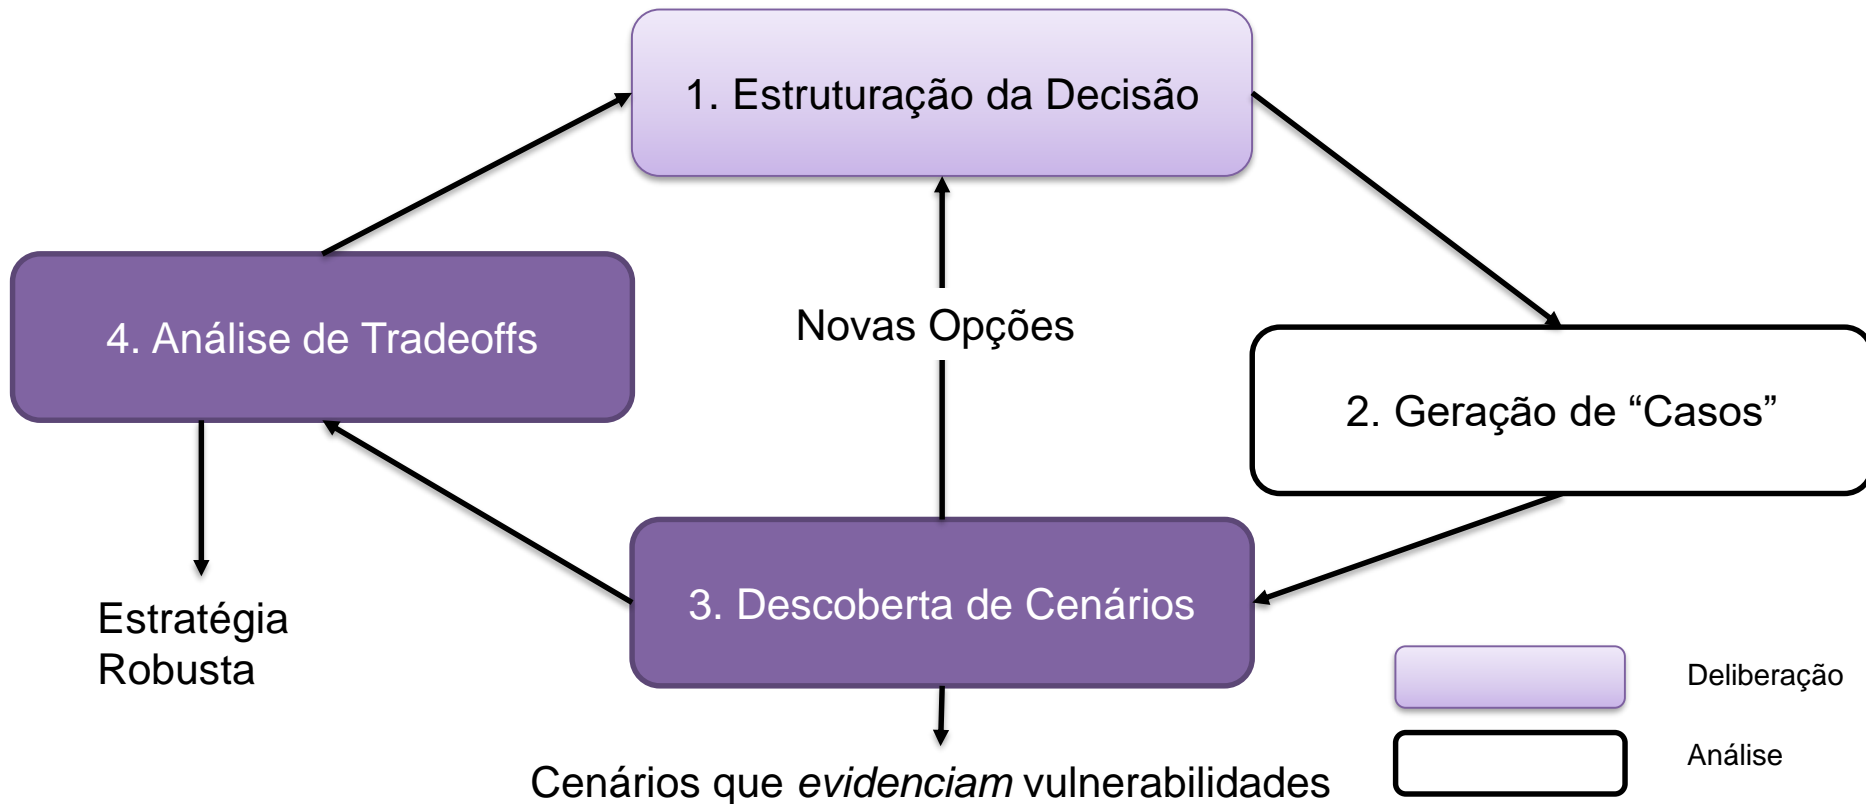 1. Estruturação da Decisão
4. Análise de Tradeoffs
Novas Opções
2. Geração de “Casos”
3. Descoberta de Cenários
Estratégia
Robusta
Cenários que evidenciam vulnerabilidades
Deliberação
Análise